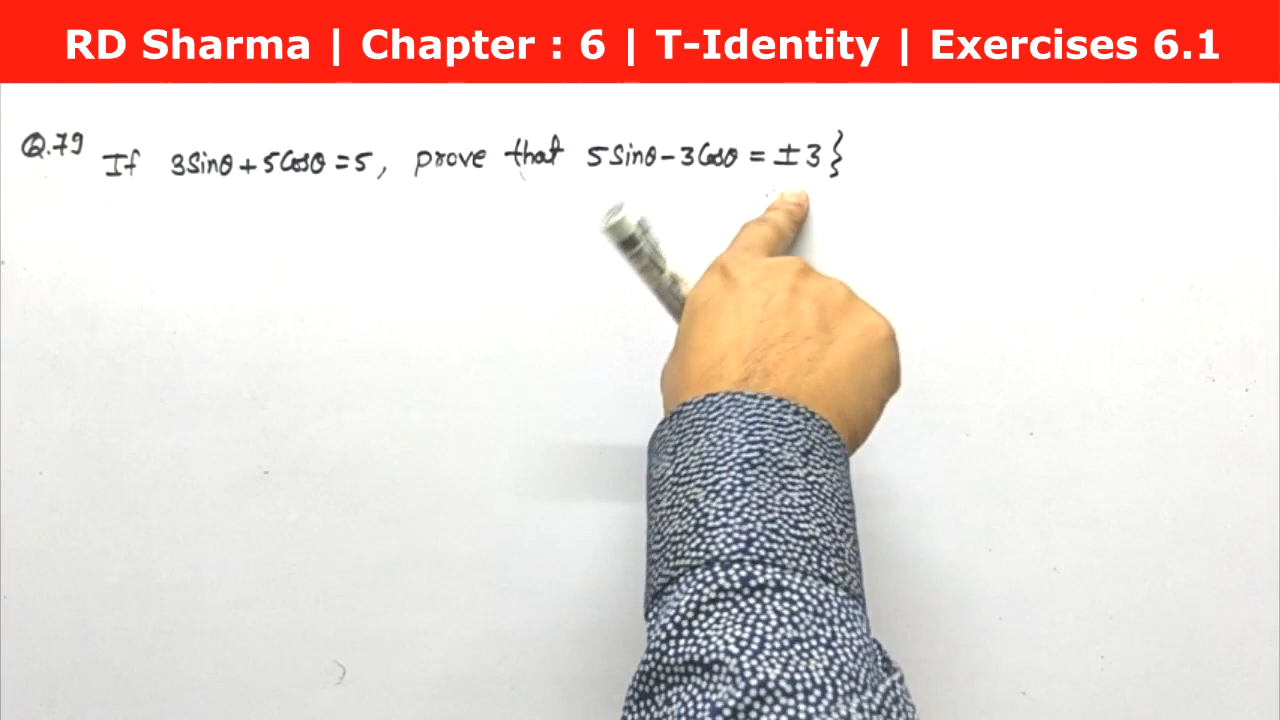 RD Sharma | Chapter : 6 | T-Identity | Exercises 6.1
Q.79 If 3Sinθ + 5Cosθ = 5, prove that 5Sinθ - 3Cosθ = ± 3}